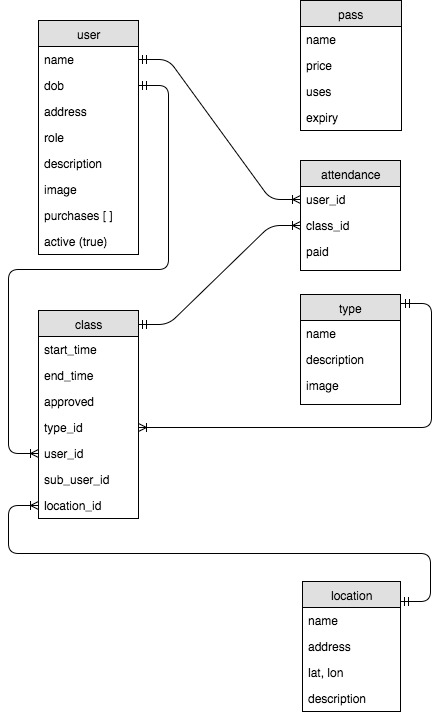 user
name
dob
address
role
description
image
purchases [ ]
active (true)
pass
name
price
uses
expiry
attendance
user_id
class_id
paid
class
start_time
end_time
approved
type_id
user_id
sub_user_id
location_id
type
name
description
image
location
name
address
lat, lon
description